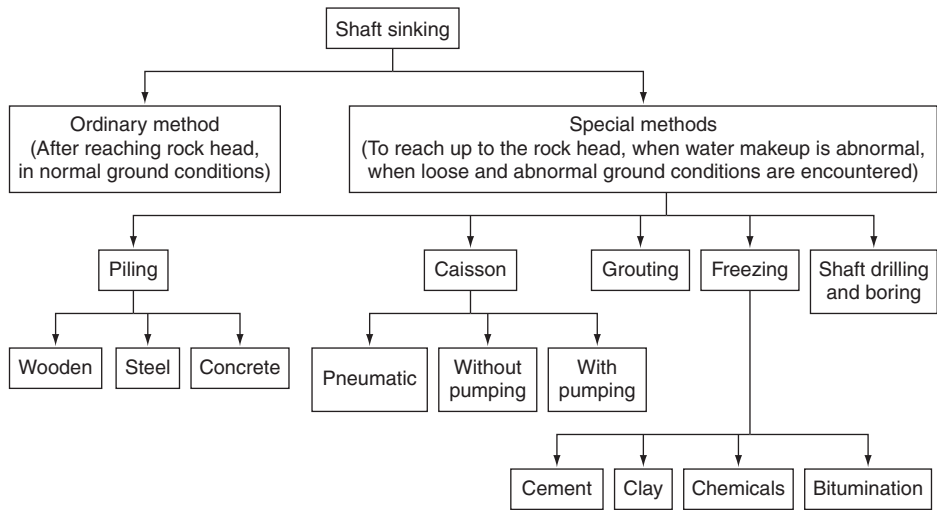 Shaft sinking
Ordinary method
(After reaching rock head,
in normal ground conditions)
Special methods
(To reach up to the rock head, when water makeup is abnormal,
when loose and abnormal ground conditions are encountered)
Piling
Caisson
Grouting
Freezing
Shaft drilling
and boring
Wooden
Steel
Concrete
Pneumatic
Without
pumping
With
pumping
Cement
Clay
Chemicals
Bitumination